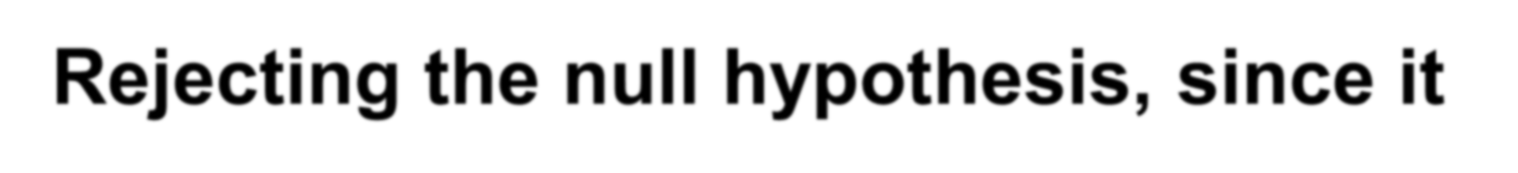 Rejecting the null hypothesis, since it